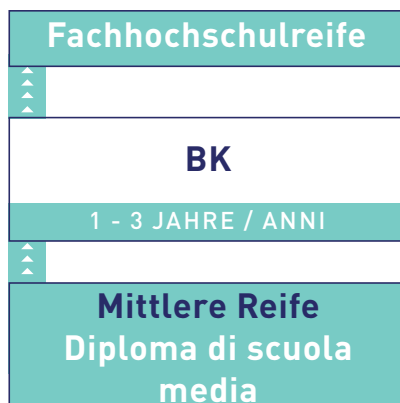 Fachhochschulreife
BK
1 - 3 JAHRE / ANNI
Mittlere Reife
Diploma di scuola
media